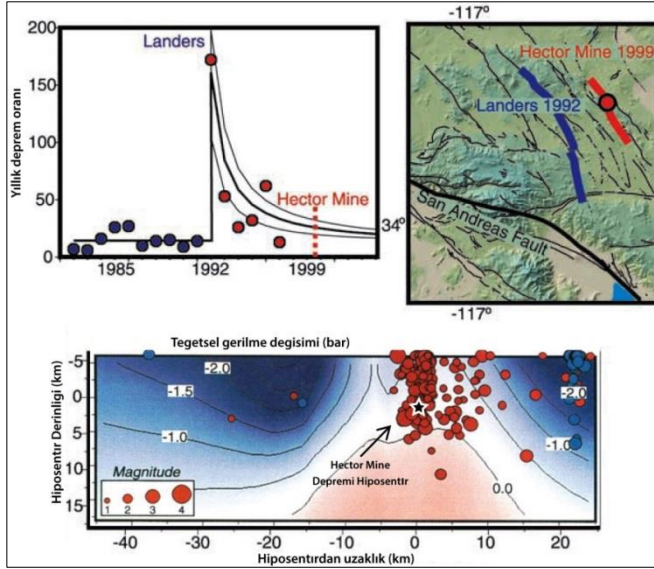 200
150
100
50
0
Yıllık deprem oranı
Landers
Hector Mine
1985
1992
1999
-117º
Hector Mine 1999
Landers 1992
San Andreas Fault
34º
-117º
Tegetsel gerilme degisimi (bar)
Hiposentır Derinligi (km)
-5
0
5
10
15
-2.0
-1.5
-1.0
-2.0
-1.0
0.0
Hector Mine
Depremi Hiposentır
Magnitude
1 2 3 4
-40 -30 -20 -10 0 10 20
Hiposentırdan uzaklık (km)